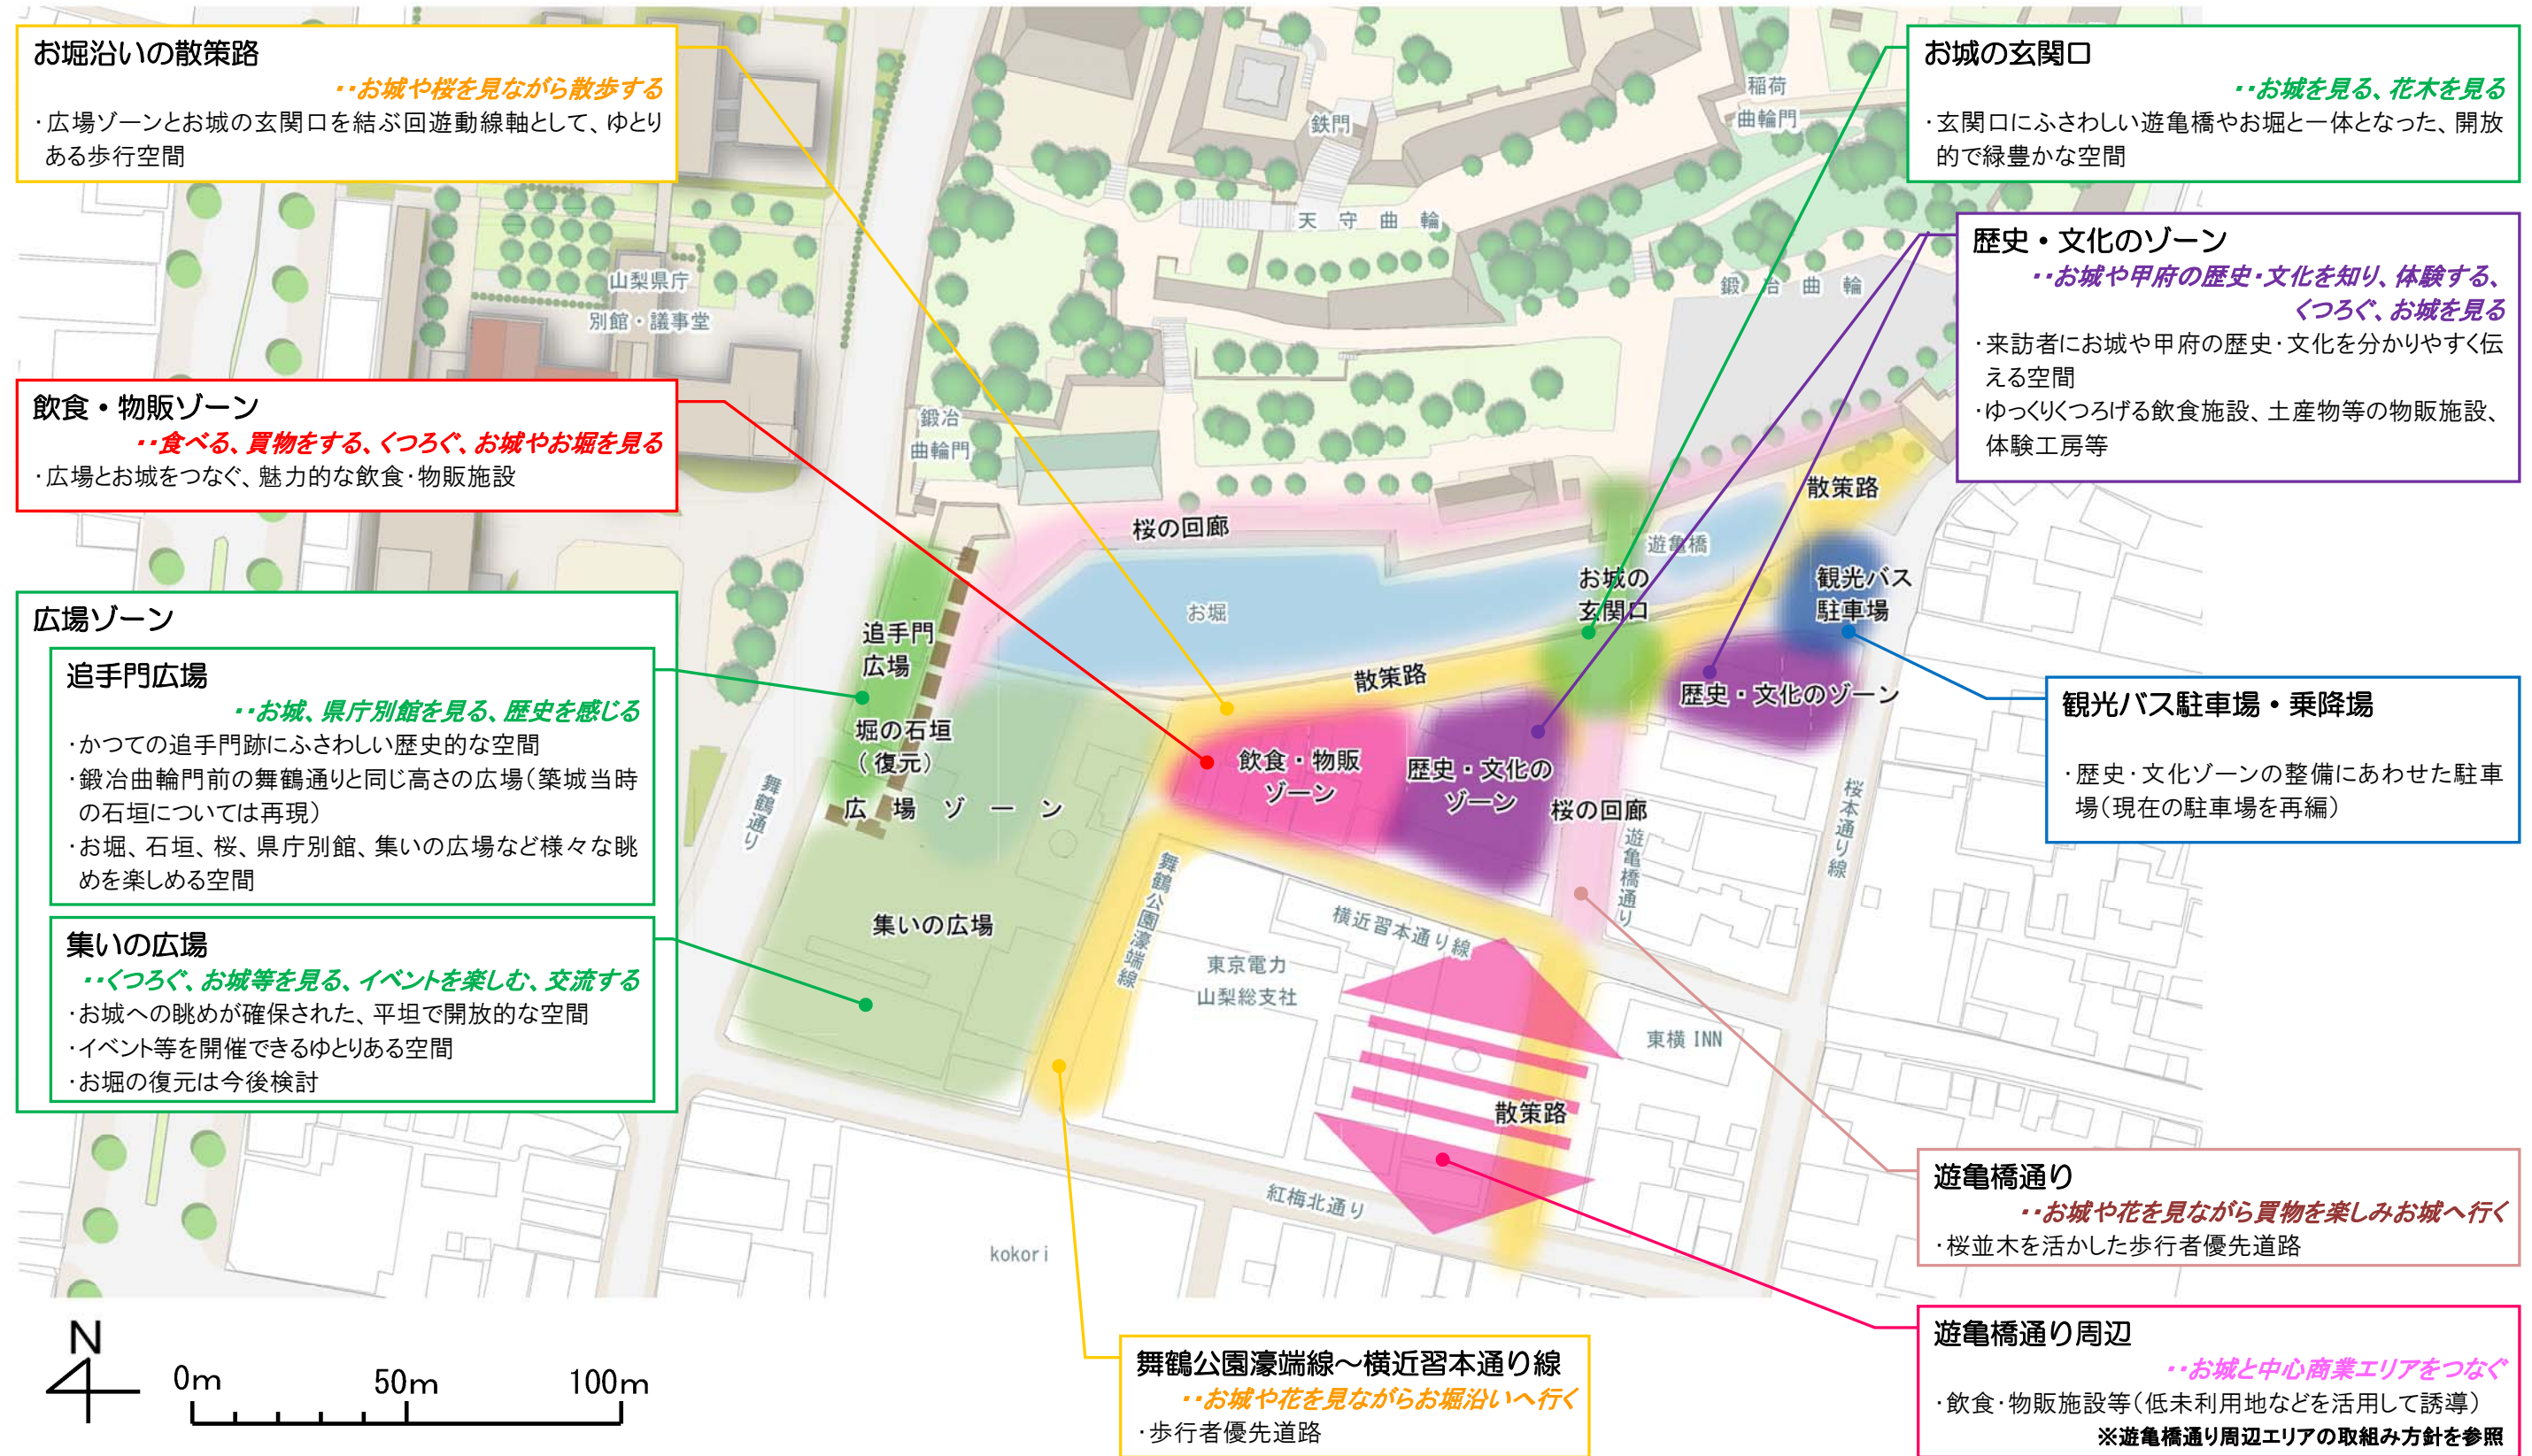 お堀沿いの散策路
‥お城や桜を見ながら散歩する
・広場ゾーンとお城の玄関口を結ぶ回遊動線軸として、ゆとり
ある歩行空間
飲食・物販ゾーン
‥食べる、買物をする、くつろぐ、お城やお堀を見る
・広場とお城をつなぐ、魅力的な飲食・物販施設
広場ゾーン
追手門広場
‥お城、県庁別館を見る、歴史を感じる
・かつての追手門跡にふさわしい歴史的な空間
・鍛冶曲輪門前の舞鶴通りと同じ高さの広場(築城当時
の石垣については再現)
・お堀、石垣、桜、県庁別館、集いの広場など様々な眺
めを楽しめる空間
集いの広場
‥くつろぐ、お城等を見る、イベントを楽しむ、交流する
・お城への眺めが確保された、平坦で開放的な空間
・イベント等を開催できるゆとりある空間
・お堀の復元は今後検討
お城の玄関口
‥お城を見る、花木を見る
・玄関口にふさわしい遊亀橋やお堀と一体となった、開放
的で緑豊かな空間
歴史・文化のゾーン
‥お城や甲府の歴史・文化を知り、体験する、
くつろぐ、お城を見る
・来訪者にお城や甲府の歴史・文化を分かりやすく伝
える空間
・ゆっくりくつろげる飲食施設、土産物等の物販施設、
体験工房等
観光バス駐車場・乗降場
・歴史・文化ゾーンの整備にあわせた駐車
場(現在の駐車場を再編)
遊亀橋通り
‥お城や花を見ながら買物を楽しみお城へ行く
・桜並木を活かした歩行者優先道路
遊亀橋通り周辺
‥お城と中心商業エリアをつなぐ
・飲食・物販施設等(低未利用地などを活用して誘導)
※遊亀橋通り周辺エリアの取組み方針を参照
舞鶴公園濠端線～横近習本通り線
‥お城や花を見ながらお堀沿いへ行く
・歩行者優先道路
稲荷
曲輪門
鉄門
天守曲輪
鍛冶曲輪
山梨県庁
別館・議事堂
鍛冶
曲輪門
桜の回廊
散策路
遊亀橋
お城の
玄関口
観光バス
駐車場
お堀
追手門
広場
散策路
歴史・文化のゾーン
堀の石垣
(復元)
飲食・物販
ゾーン
歴史・文化の
ゾーン
桜の回廊
広場ゾーン
舞鶴通り
舞鶴公園濠端線
遊亀橋通り
桜本通り線
集いの広場
横近習本通り線
東京電力
山梨総支社
東横 INN
散策路
紅梅北通り
kokori
N
0m 50m 100m